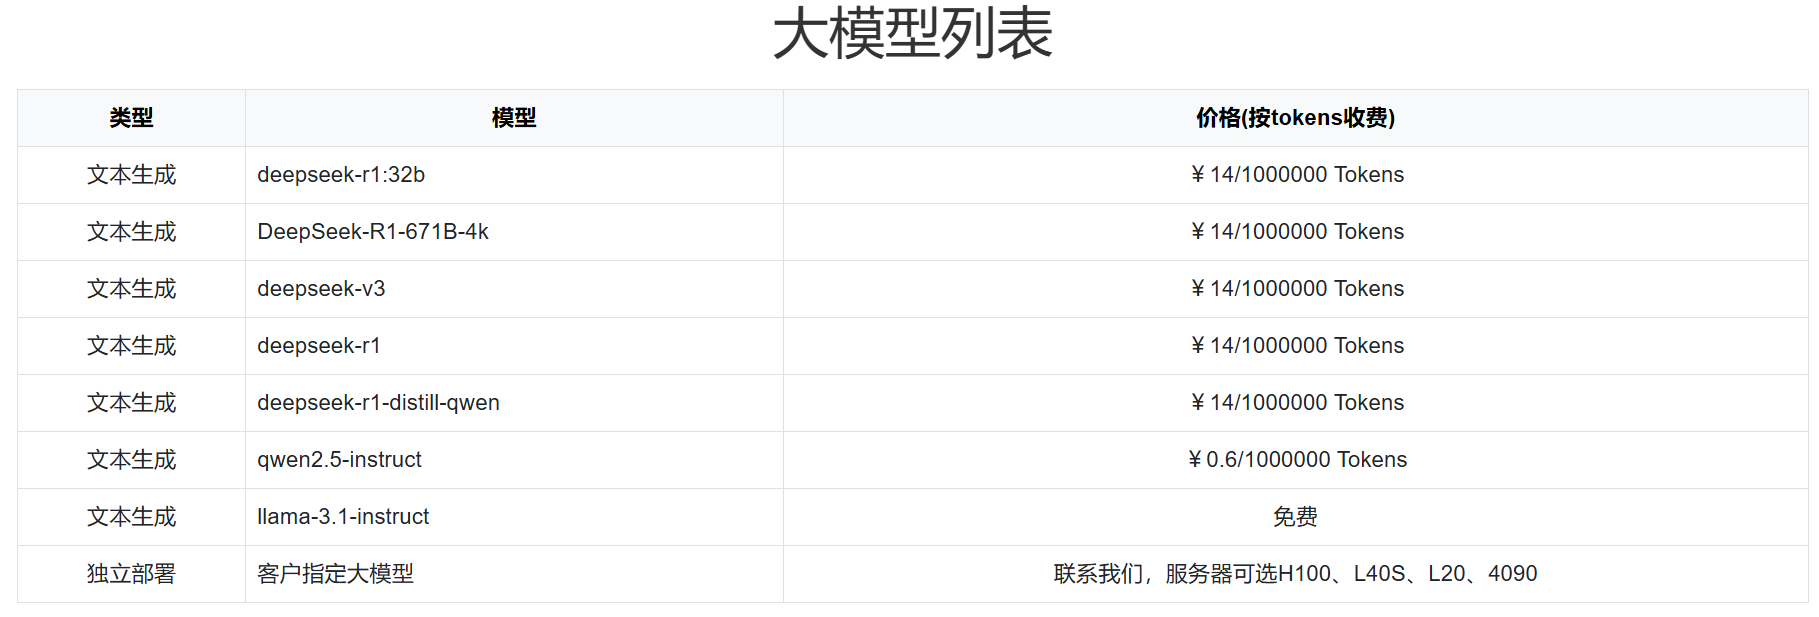 大模型列表
类型 模型 价格(按tokens收费)
文本生成 deepseek-r1:32b ¥14/1000000 Tokens
文本生成 DeepSeek-R1-671B-4k ¥14/1000000 Tokens
文本生成 deepseek-v3 ¥14/1000000 Tokens
文本生成 deepseek-r1 ¥14/1000000 Tokens
文本生成 deepseek-r1-distill-qwen ¥14/1000000 Tokens
文本生成 qwen2.5-instruct ¥0.6/1000000 Tokens
文本生成 llama-3.1-instruct 免费
独立部署 客户指定大模型 联系我们，服务器可选H100、L40S、L20、4090